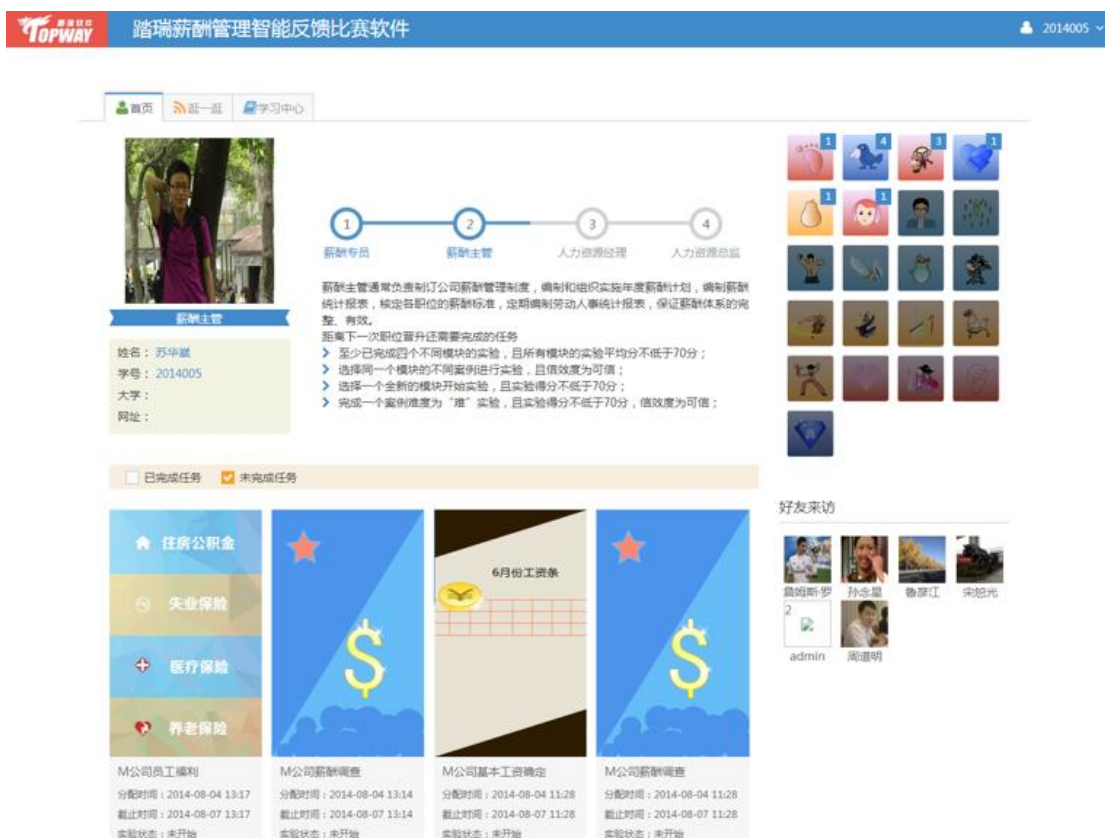 踏瑞软件
TOPWAY
踏瑞薪酬管理智能反馈比赛软件
2014005
首页
逛一逛
学习中心
1
2
3
4
薪酬专员
薪酬主管
人力资源经理
人力资源总监
薪酬主管通常负责制订公司薪酬管理制度，编制和组织实施年度薪酬计划，编制薪酬
统计报表，核定各职位的薪酬标准，定期编制劳动人事统计报表，保证薪酬体系的完
整、有效。
距离下一次职位晋升还需要完成的任务
至少已完成四个不同模块的实验，且所有模块的实验平均分不低于70分；
选择同一个模块的不同案例进行实验，且信效度为可信；
选择一个全新的模块开始实验，且实验得分不低于70分；
完成一个案例难度为“难”实验，且实验得分不低于70分，信效度为可信；
薪酬主管
姓名：苏华崴
学号：2014005
大学：
网址：
1
4
3
1
1
1
已完成任务
未完成任务
住房公积金
失业保险
医疗保险
养老保险
$
6月份工资条
$
M公司员工福利
分配时间：2014-08-04 13:17
截止时间：2014-08-07 13:17
实验状态：未开始
M公司薪酬调查
分配时间：2014-08-04 13:14
截止时间：2014-08-07 13:14
实验状态：未开始
M公司基本工资确定
分配时间：2014-08-04 11:28
截止时间：2014-08-07 11:28
实验状态：未开始
M公司薪酬调查
分配时间：2014-08-04 11:28
截止时间：2014-08-07 11:28
实验状态：未开始
好友来访
詹姆斯·罗
孙念星
鲁彦江
宋旭光
2
admin
周道明